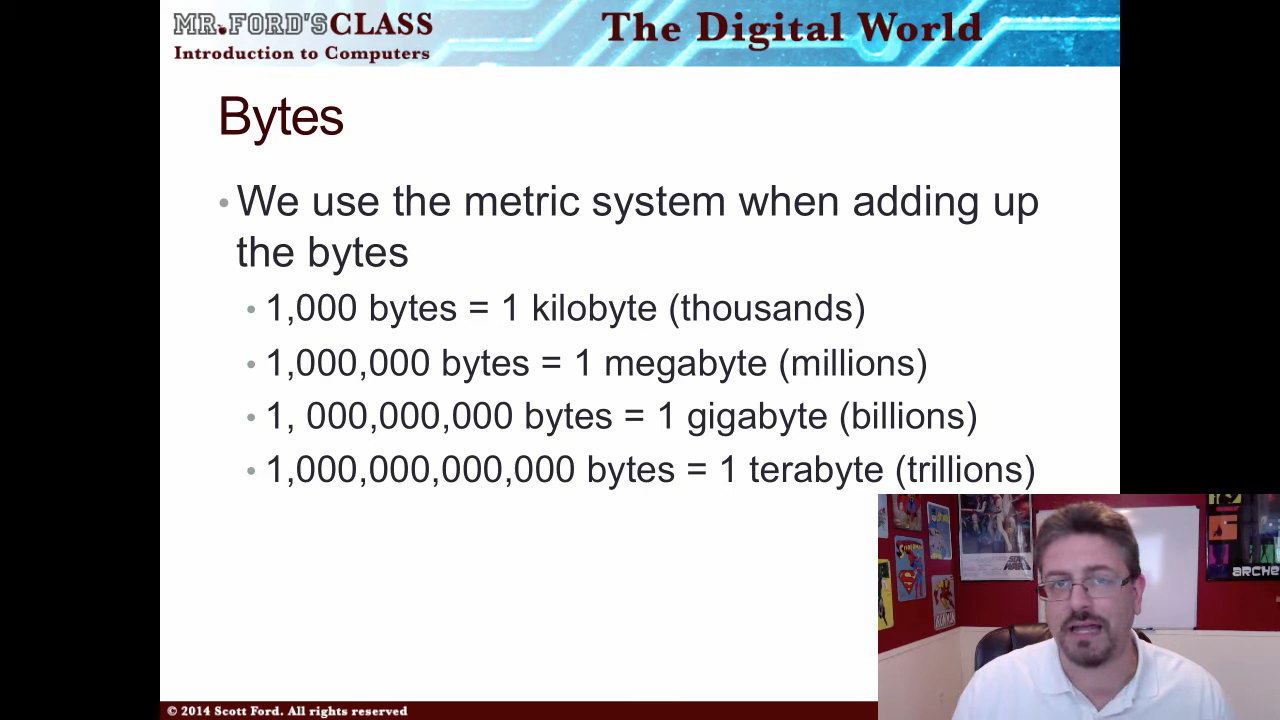 MR.FORD'S CLASS
Introduction to Computers
The Digital World
Bytes
• We use the metric system when adding up
the bytes
• 1,000 bytes = 1 kilobyte (thousands)
• 1,000,000 bytes = 1 megabyte (millions)
• 1, 000,000,000 bytes = 1 gigabyte (billions)
• 1,000,000,000,000 bytes = 1 terabyte (trillions)
STAR WARS
ARCHE
© 2014 Scott Ford. All rights reserved